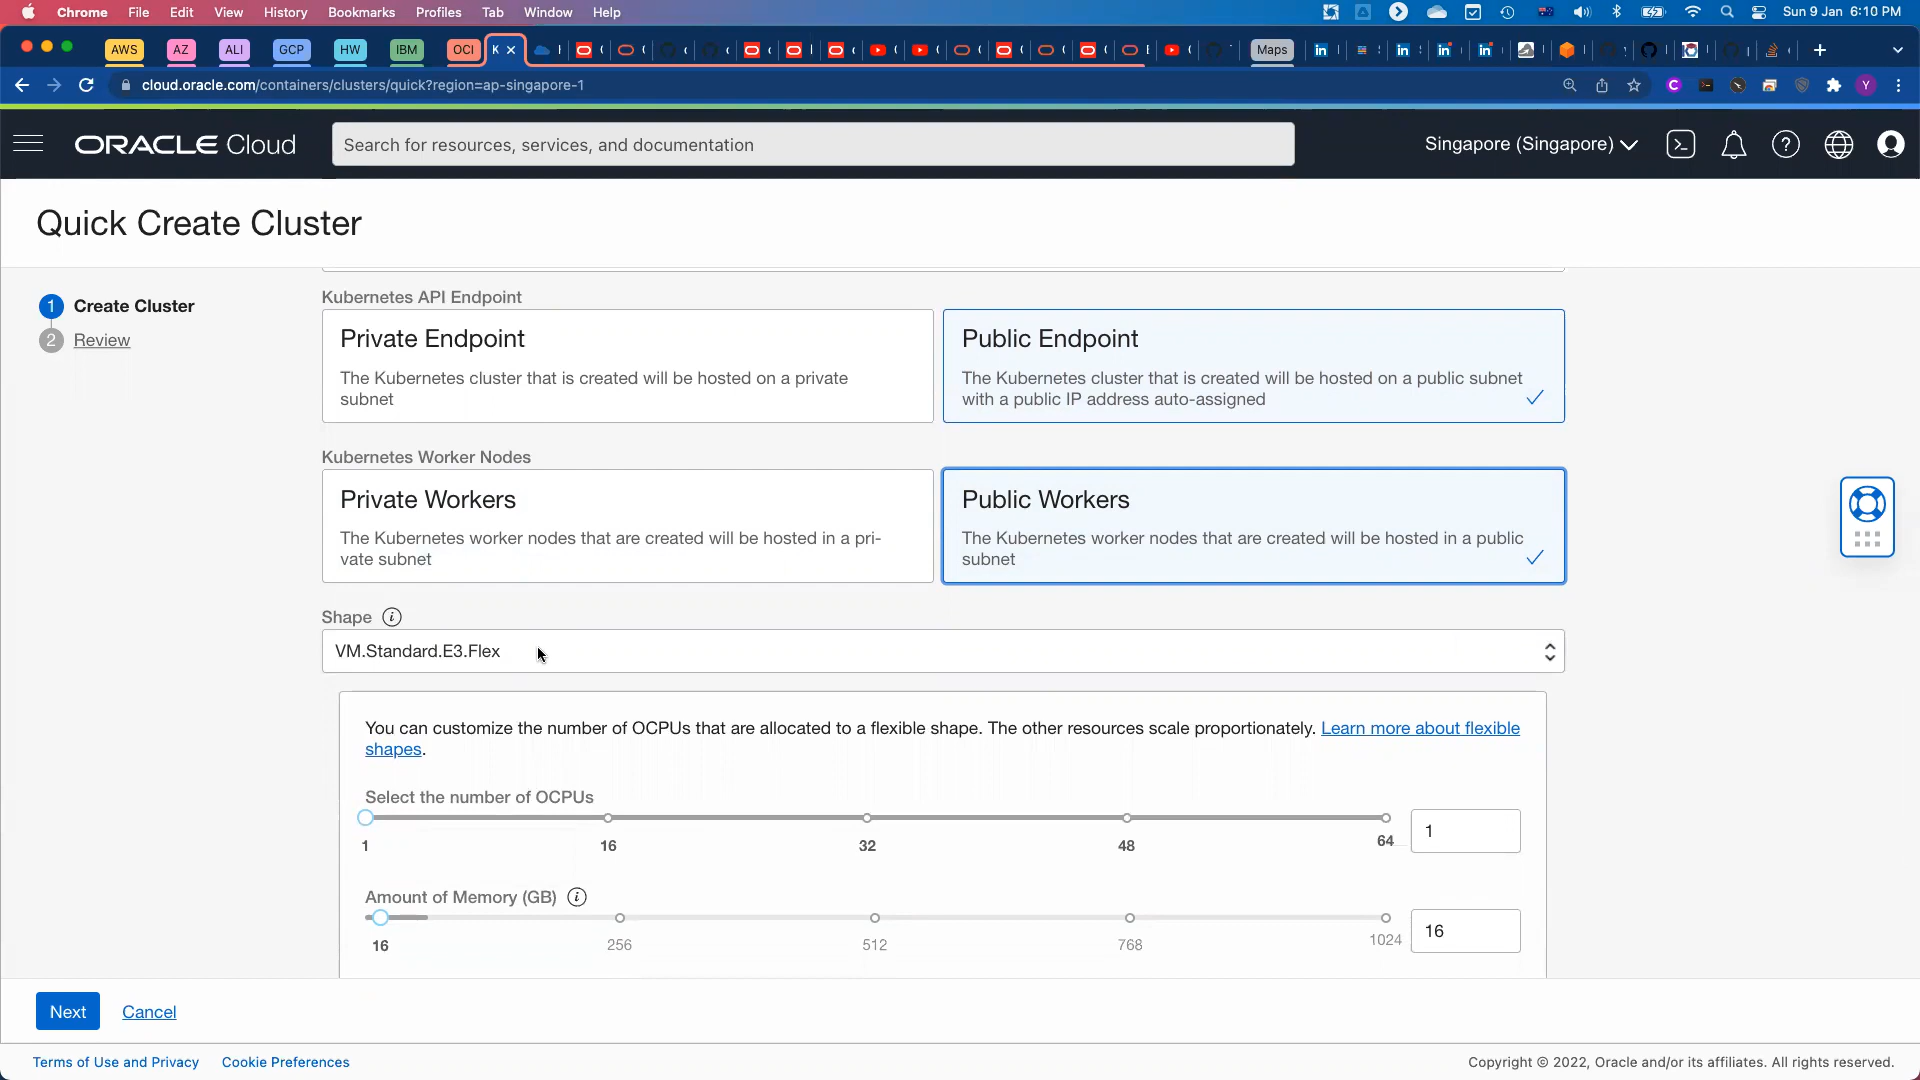 Chrome File Edit View History Bookmarks Profiles Tab Window Help Sun 9 Jan 6:10 PM
AWS AZ ALI GCP HW IBM OCI K Maps
cloud.oracle.com/containers/clusters/quick?region=ap-singapore-1
ORACLE Cloud
Search for resources, services, and documentation
Singapore (Singapore)
Quick Create Cluster
1 Create Cluster
2 Review
Kubernetes API Endpoint
Private Endpoint
The Kubernetes cluster that is created will be hosted on a private
subnet
Public Endpoint
The Kubernetes cluster that is created will be hosted on a public subnet
with a public IP address auto-assigned
Kubernetes Worker Nodes
Private Workers
The Kubernetes worker nodes that are created will be hosted in a pri-
vate subnet
Public Workers
The Kubernetes worker nodes that are created will be hosted in a public
subnet
Shape
VM.Standard.E3.Flex
You can customize the number of OCPUs that are allocated to a flexible shape. The other resources scale proportionately. Learn more about flexible
shapes.
Select the number of OCPUs
1 16 32 48 64
1
Amount of Memory (GB)
16 256 512 768 1024
16
Next Cancel
Terms of Use and Privacy Cookie Preferences
Copyright © 2022, Oracle and/or its affiliates. All rights reserved.